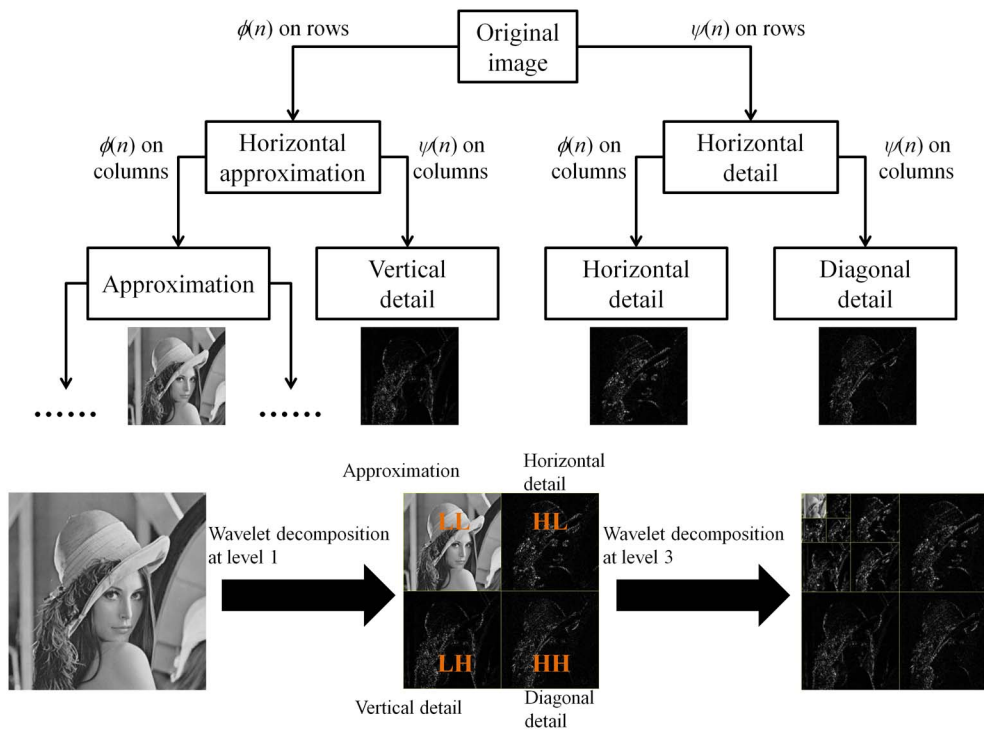 ϕ(n) on rows
Original
image
ψ(n) on rows
ϕ(n) on
columns
Horizontal
approximation
ψ(n) on
columns
ϕ(n) on
columns
Horizontal
detail
ψ(n) on
columns
Approximation
Vertical
detail
Horizontal
detail
Diagonal
detail
......
......
Approximation
Horizontal
detail
Wavelet decomposition
at level 1
LL
HL
LH
HH
Wavelet decomposition
at level 3
Vertical detail
Diagonal
detail